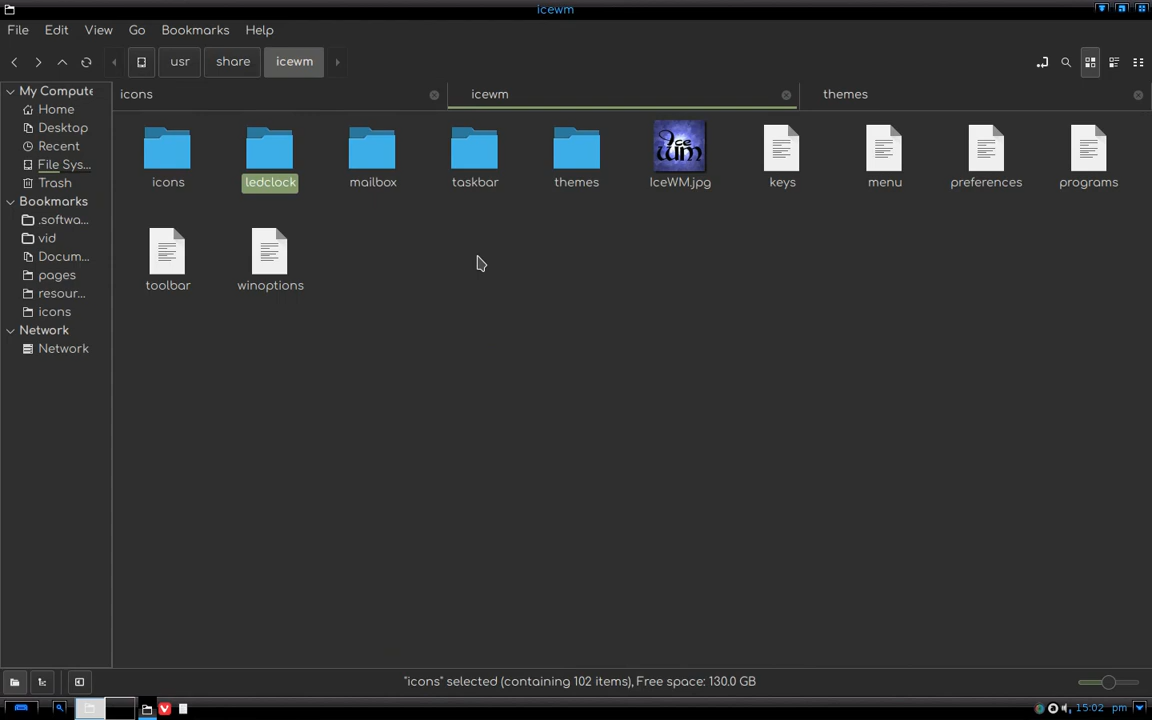 icewm
File Edit View Go Bookmarks Help
usr share icewm
icons icewm themes
My Compute
Home
Desktop
Recent
File Sys...
Trash
Bookmarks
.softwa...
vid
Docum...
pages
resour...
icons
Network
Network
Ice
WM
icons ledclock mailbox taskbar themes IceWM.jpg keys menu preferences programs
toolbar winoptions
"icons" selected (containing 102 items), Free space: 130.0 GB
15:02 pm